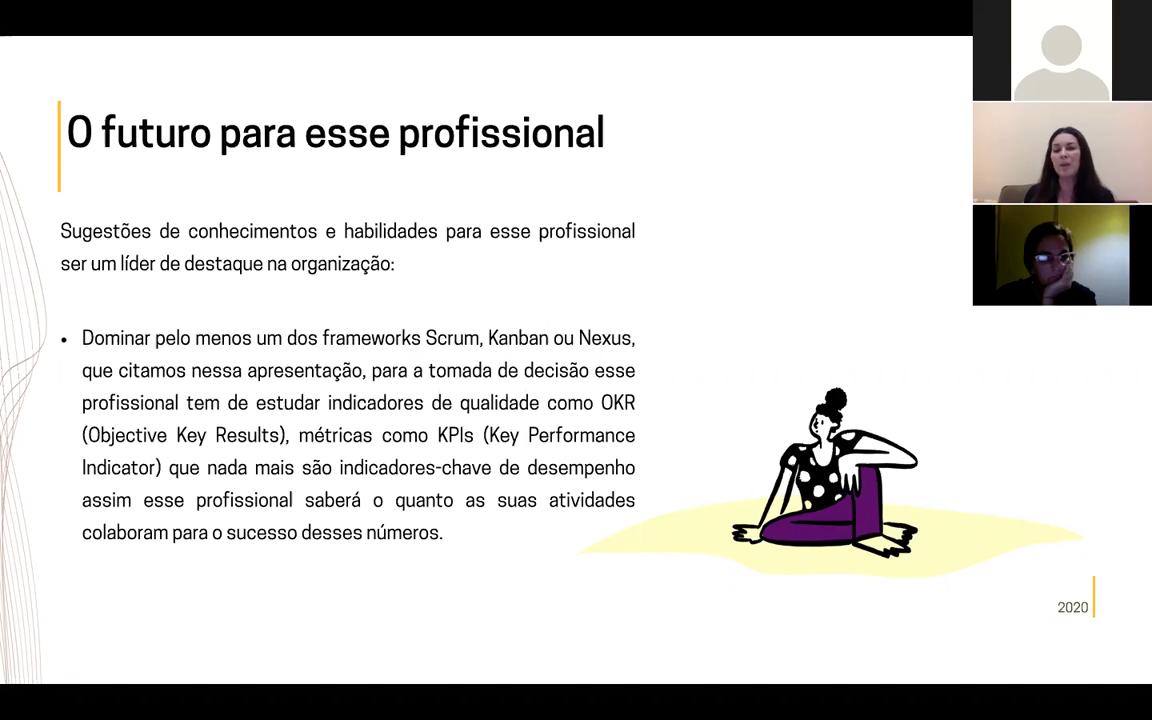 O futuro para esse profissional
Sugestões de conhecimentos e habilidades para esse profissional
ser um líder de destaque na organização:
• Dominar pelo menos um dos frameworks Scrum, Kanban ou Nexus,
que citamos nessa apresentação, para a tomada de decisão esse
profissional tem de estudar indicadores de qualidade como OKR
(Objective Key Results), métricas como KPIs (Key Performance
Indicator) que nada mais são indicadores-chave de desempenho
assim esse profissional saberá o quanto as suas atividades
colaboram para o sucesso desses números.
2020